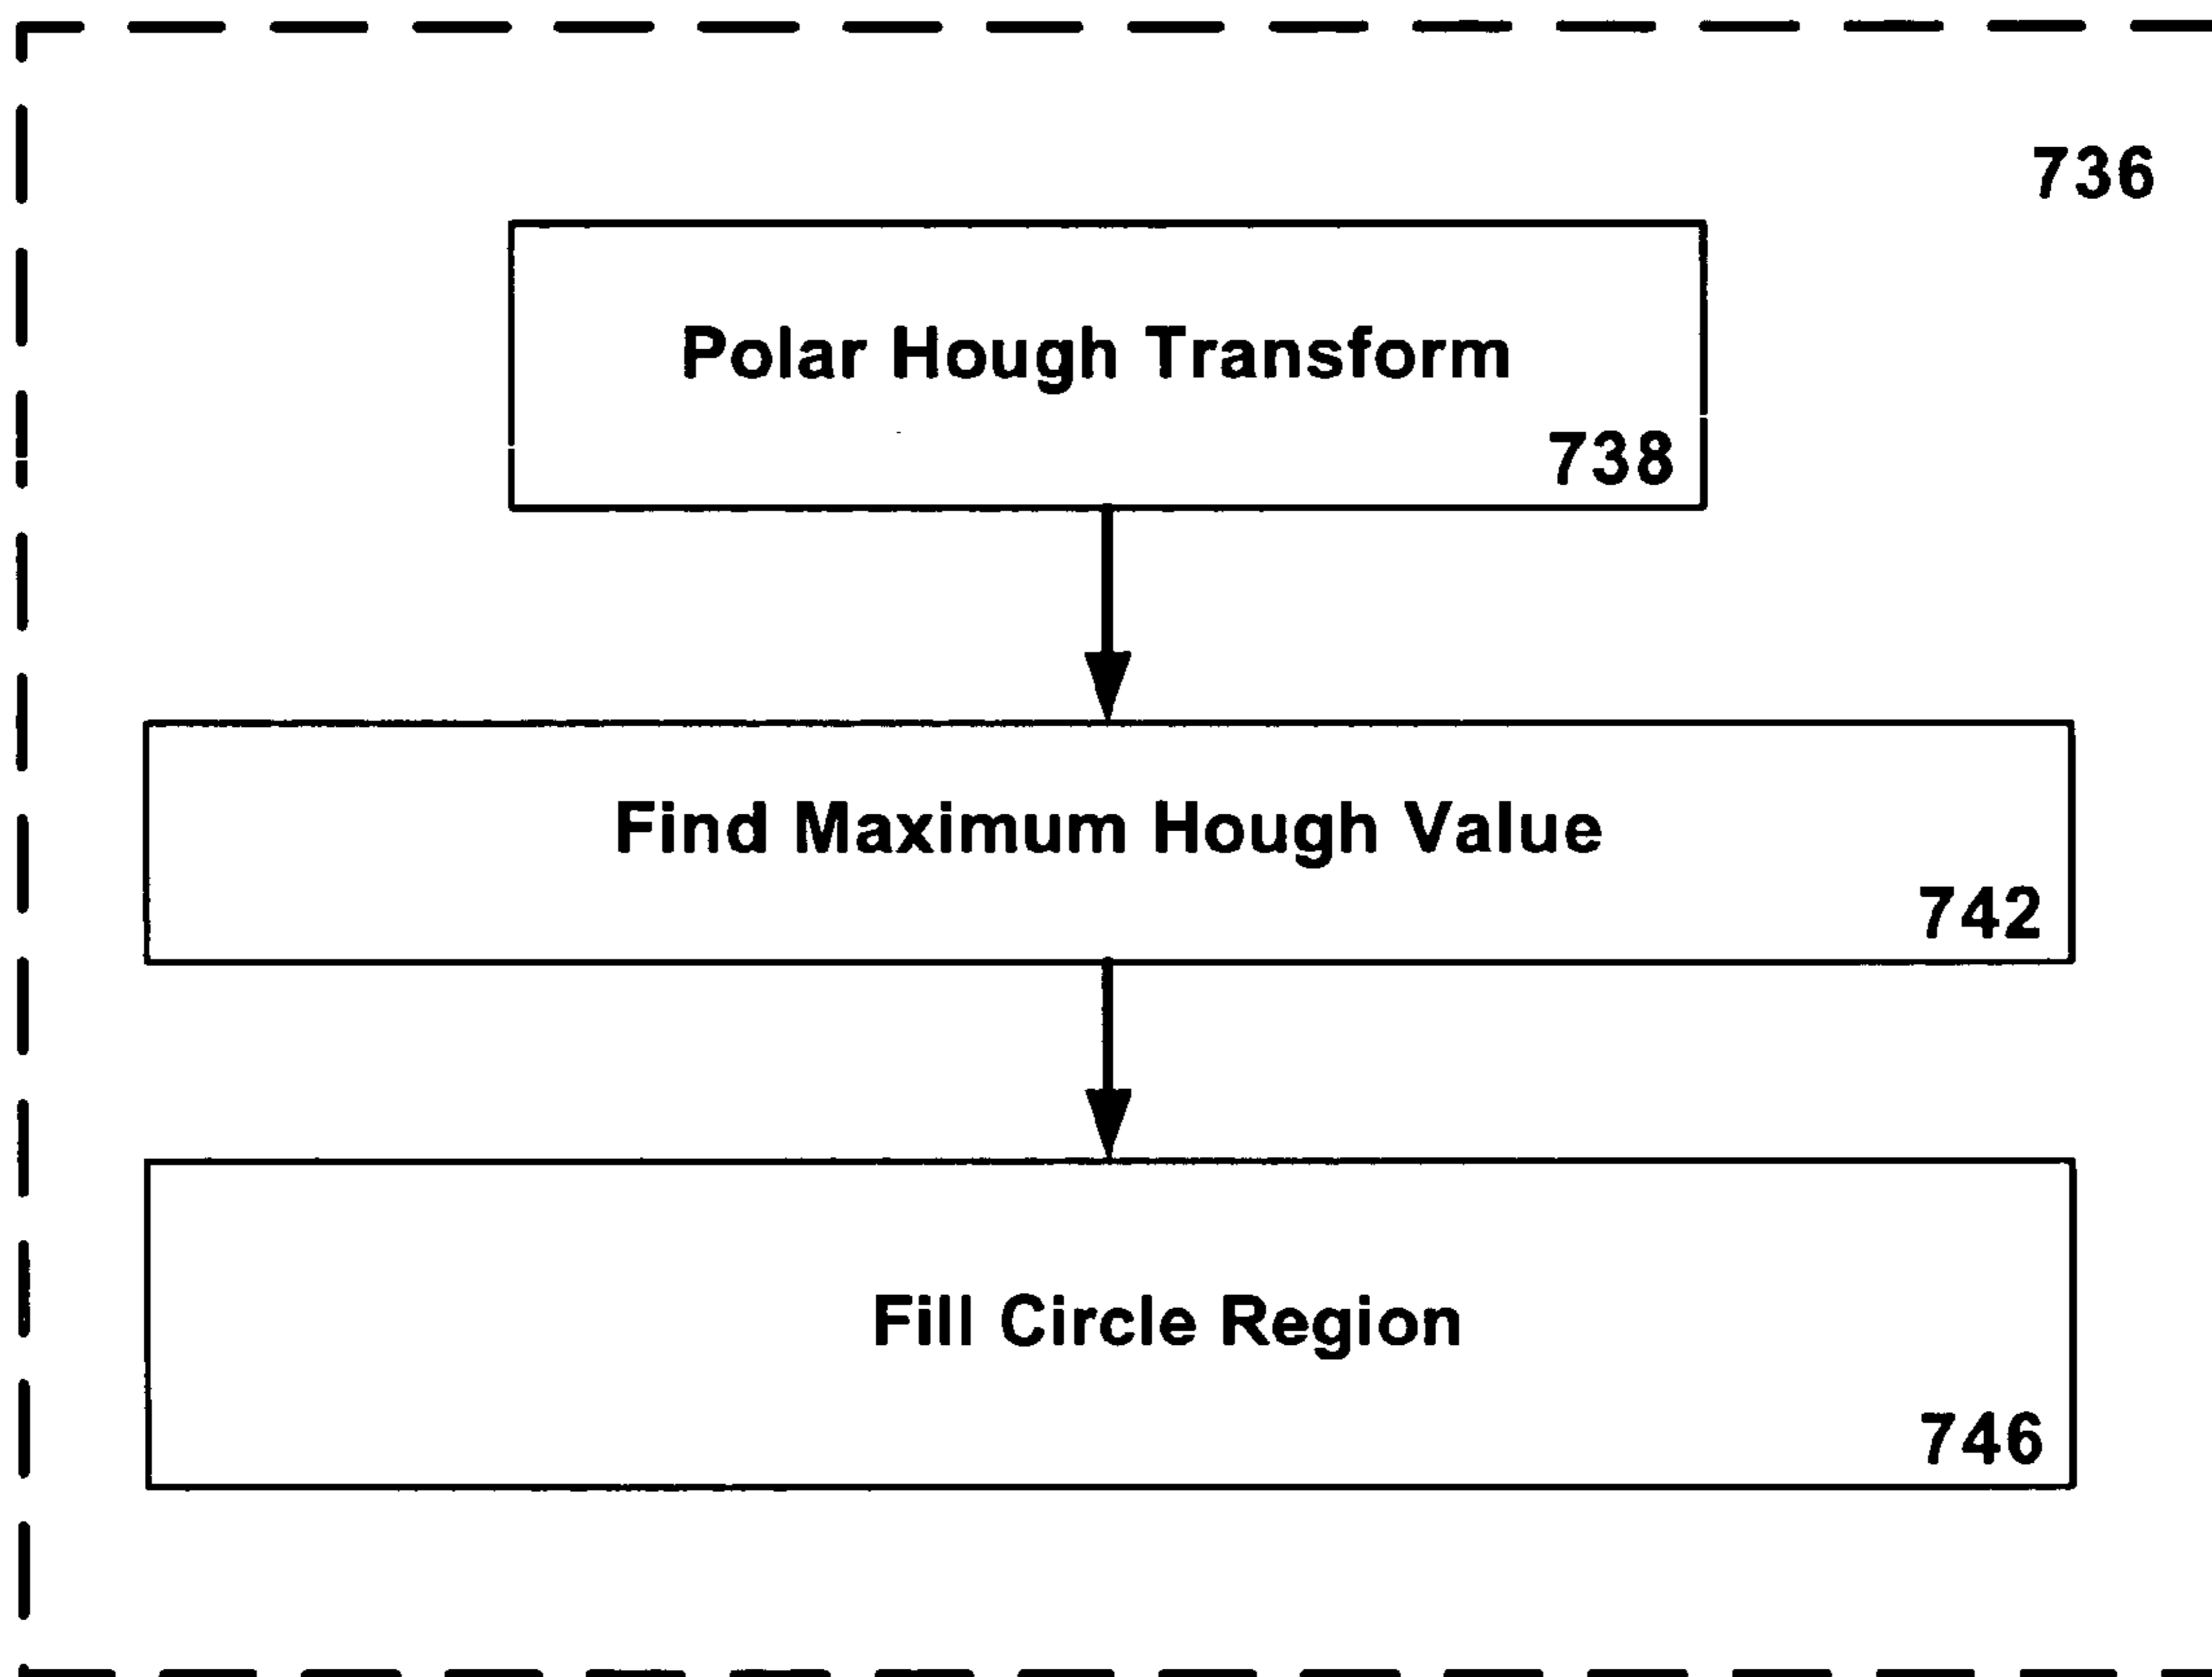 736
Polar Hough Transform
738
Find Maximum Hough Value
742
Fill Circle Region
746